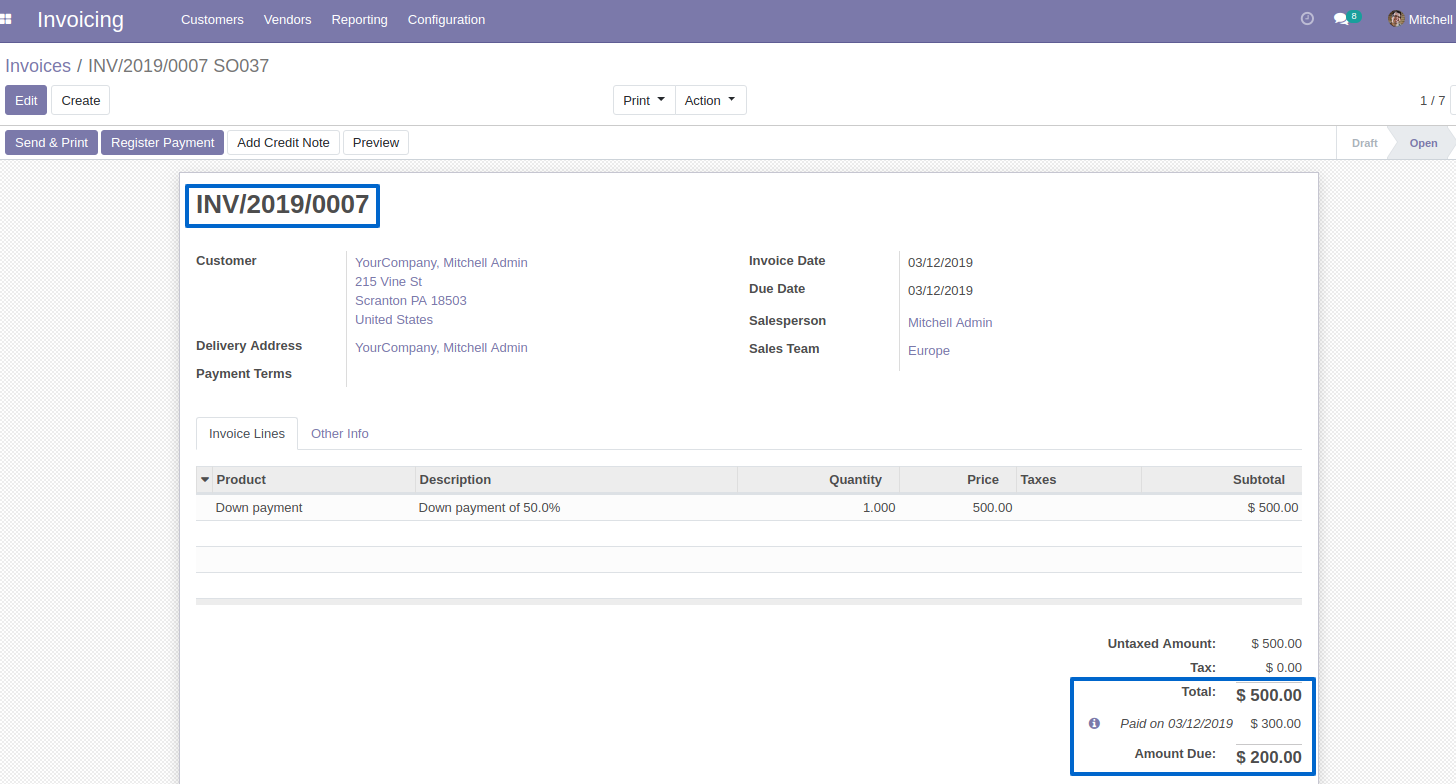 Invoicing Customers Vendors Reporting Configuration 8 Mitchell
Invoices / INV/2019/0007 SO037
Edit Create Print Action 1 / 7
Send & Print Register Payment Add Credit Note Preview Draft Open
INV/2019/0007
Customer YourCompany, Mitchell Admin
215 Vine St
Scranton PA 18503
United States
Delivery Address YourCompany, Mitchell Admin
Payment Terms
Invoice Date 03/12/2019
Due Date 03/12/2019
Salesperson Mitchell Admin
Sales Team Europe
Invoice Lines Other Info
Product Description Quantity Price Taxes Subtotal
Down payment Down payment of 50.0% 1.000 500.00 $ 500.00
Untaxed Amount: $ 500.00
Tax: $ 0.00
Total: $ 500.00
Paid on 03/12/2019 $ 300.00
Amount Due: $ 200.00